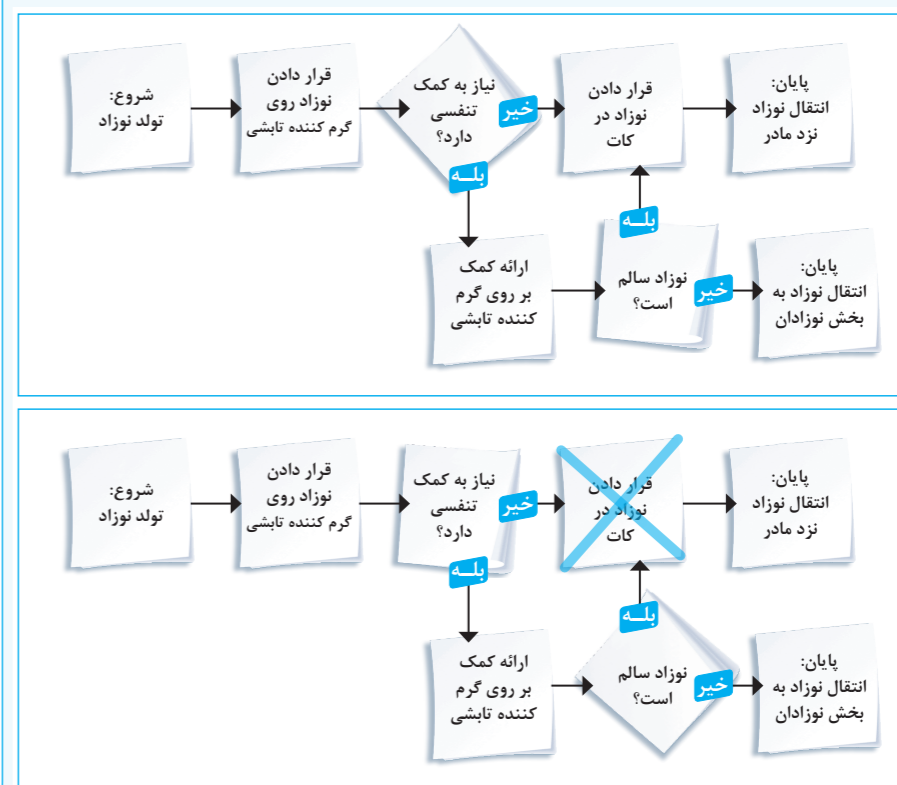 شروع:
تولد نوزاد
قرار دادن
نوزاد روی
گرم کننده تابشی
نیاز به کمک
تنفسی
دارد؟
خیر
بلــه
قرار دادن
نوزاد در
کات
پایان:
انتقال نوزاد
نزد مادر
ارائه کمک
بر روی گرم
کننده تابشی
نوزاد سالم
است؟
بلــه
خیر
پایان:
انتقال نوزاد به
بخش نوزادان
شروع:
تولد نوزاد
قرار دادن
نوزاد روی
گرم کننده تابشی
نیاز به کمک
تنفسی
دارد؟
خیر
بلــه
قرار دادن
نوزاد در
کات
پایان:
انتقال نوزاد
نزد مادر
ارائه کمک
بر روی گرم
کننده تابشی
نوزاد سالم
است؟
بلــه
خیر
پایان:
انتقال نوزاد به
بخش نوزادان